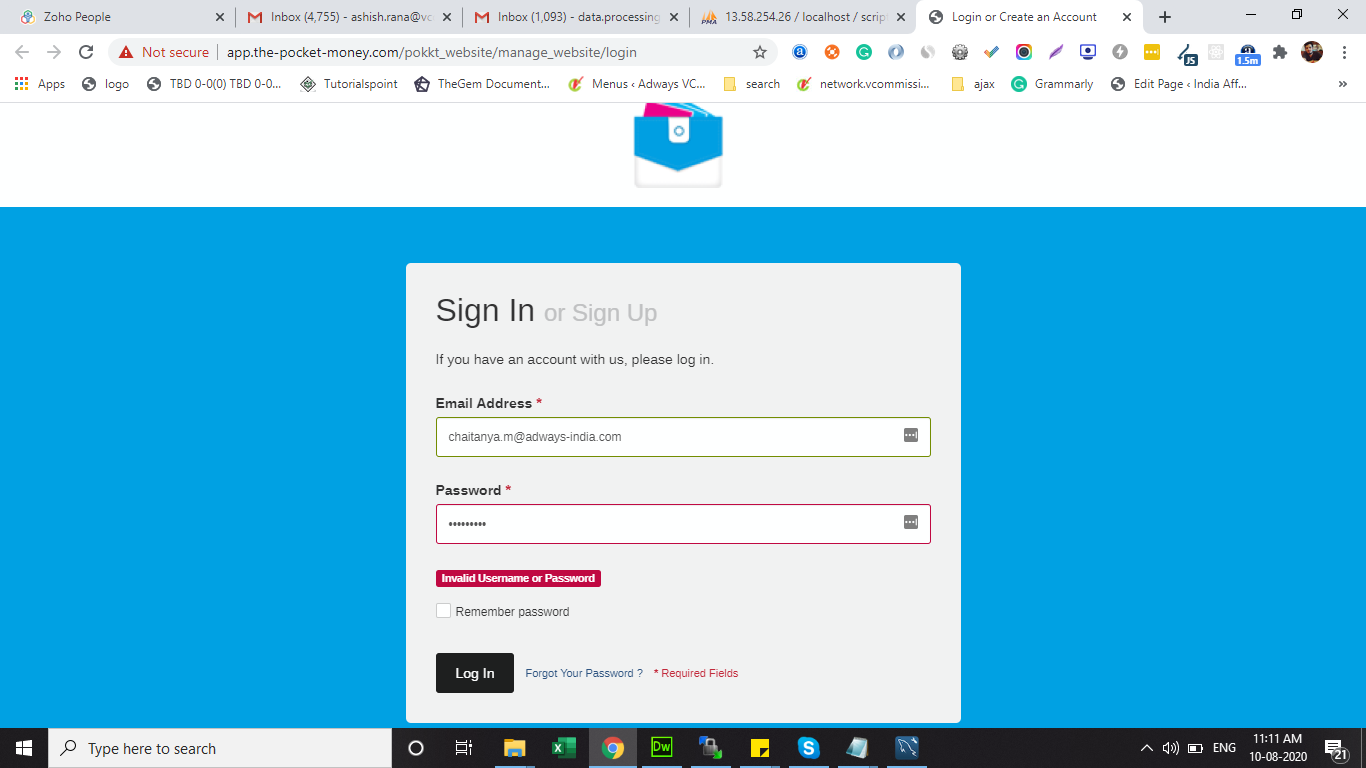 Zoho People
Inbox (4,755) - ashish.rana@vc
Inbox (1,093) - data.processing
13.58.254.26 / localhost / script
Login or Create an Account
Not secure
app.the-pocket-money.com/pokkt_website/manage_website/login
JS
1.5m
Apps
logo
TBD 0-0(0) TBD 0-0...
Tutorialspoint
TheGem Document...
Menus ‹ Adways VC...
search
network.vcommissi...
ajax
Grammarly
Edit Page ‹ India Aff...
»
Sign In or Sign Up
If you have an account with us, please log in.
Email Address *
chaitanya.m@adways-india.com
Password *
•••••••••
Invalid Username or Password
Remember password
Log In
Forgot Your Password ?
* Required Fields
Type here to search
Dw
ENG
11:11 AM
10-08-2020
21